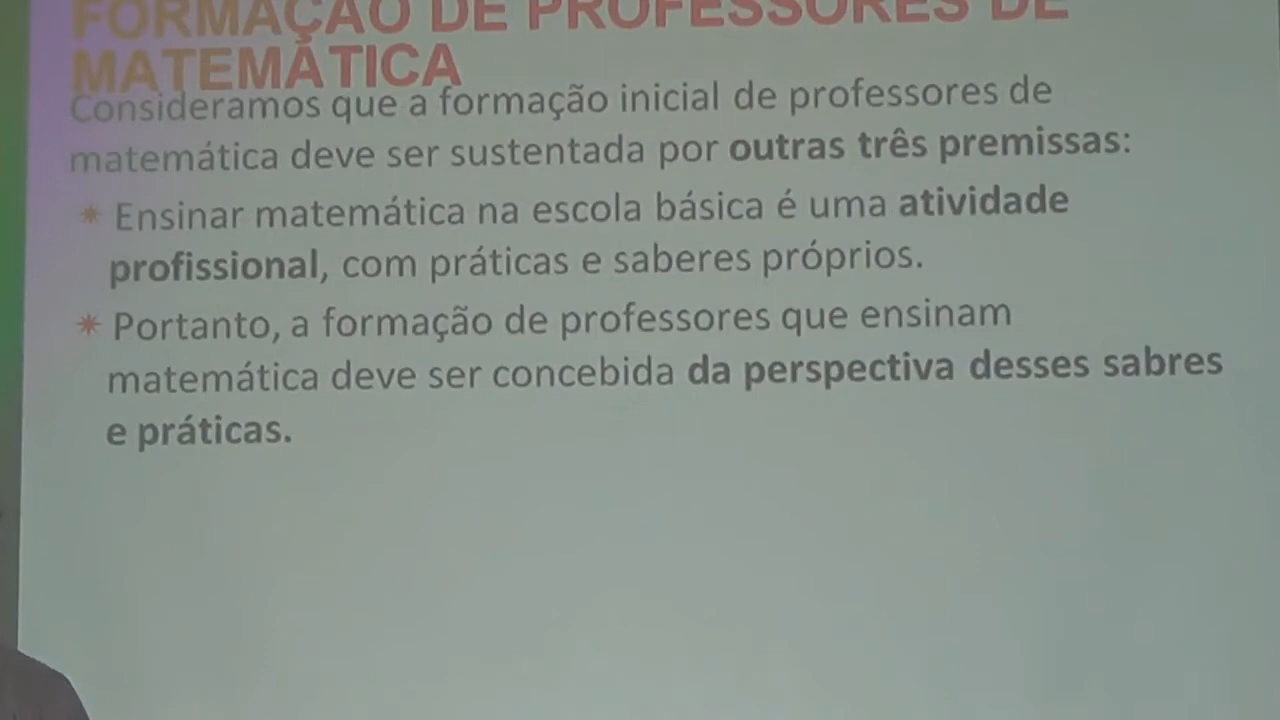 FORMAÇÃO DE PROFESSORES DE
MATEMÁTICA
Consideramos que a formação inicial de professores de
matemática deve ser sustentada por outras três premissas:
Ensinar matemática na escola básica é uma atividade
profissional, com práticas e saberes próprios.
Portanto, a formação de professores que ensinam
matemática deve ser concebida da perspectiva desses sabres
e práticas.